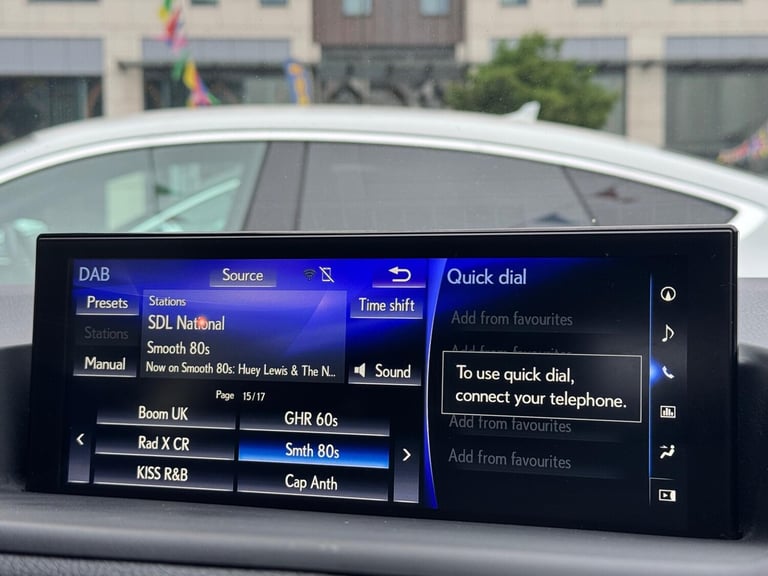 DAB
Source
Presets
Stations
Manual
Stations
SDL National
Smooth 80s
Now on Smooth 80s: Huey Lewis & The N...
Time shift
Sound
Page 15/17
Boom UK
GHR 60s
Rad X CR
Smth 80s
KISS R&B
Cap Anth
Quick dial
Add from favourites
To use quick dial,
connect your telephone.
Add from favourites
Add from favourites